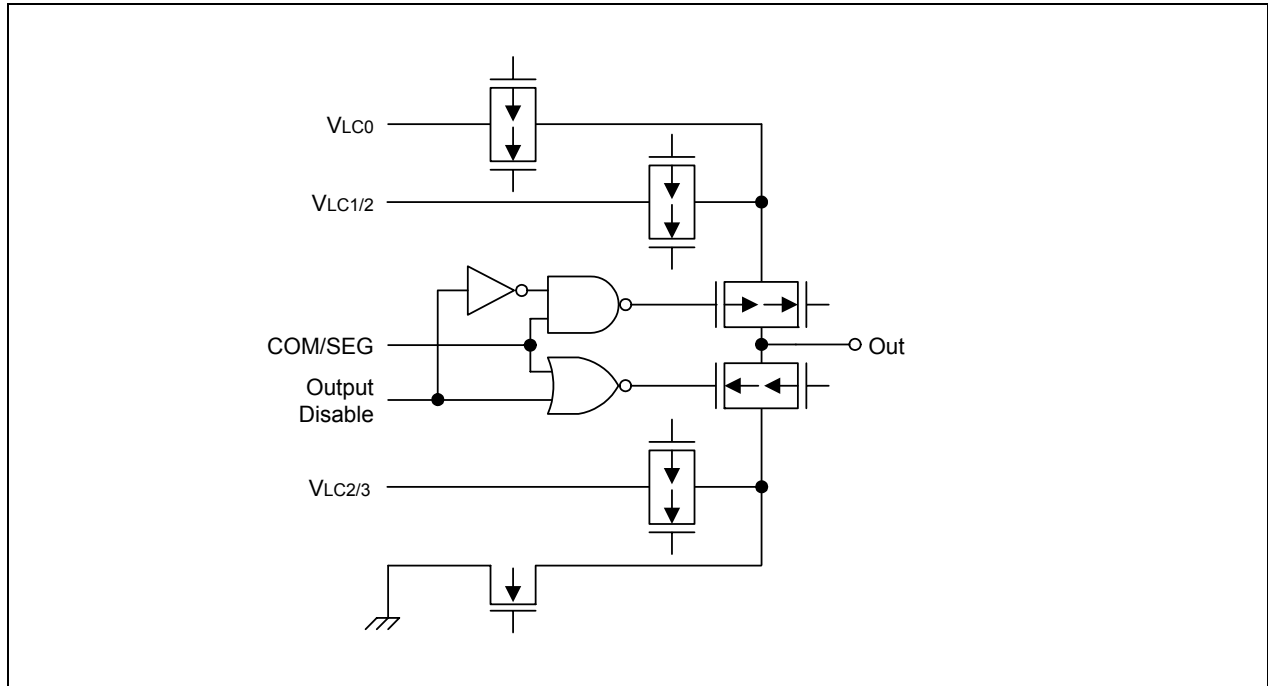 VLC0
VLC1/2
COM/SEG
Out
Output
Disable
VLC2/3